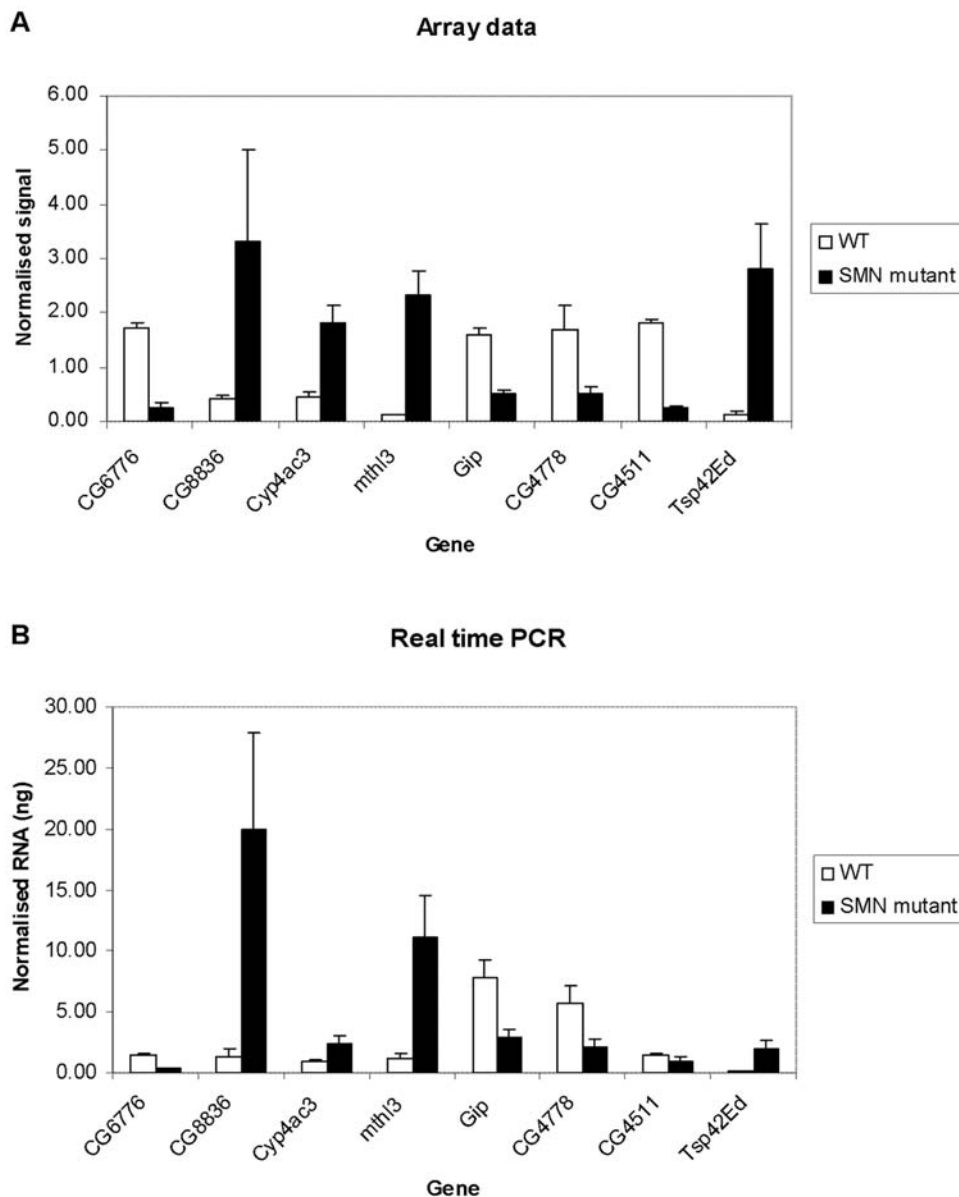 A
Array data
6.00
5.00
4.00
3.00
2.00
1.00
0.00
Normalised signal
CG6776
CG8836
Cyp4ac3
mthl3
Gip
CG4778
CG4511
Tsp42Ed
Gene
WT
SMN mutant
B
Real time PCR
30.00
25.00
20.00
15.00
10.00
5.00
0.00
Normalised RNA (ng)
CG6776
CG8836
Cyp4ac3
mthl3
Gip
CG4778
CG4511
Tsp42Ed
Gene
WT
SMN mutant